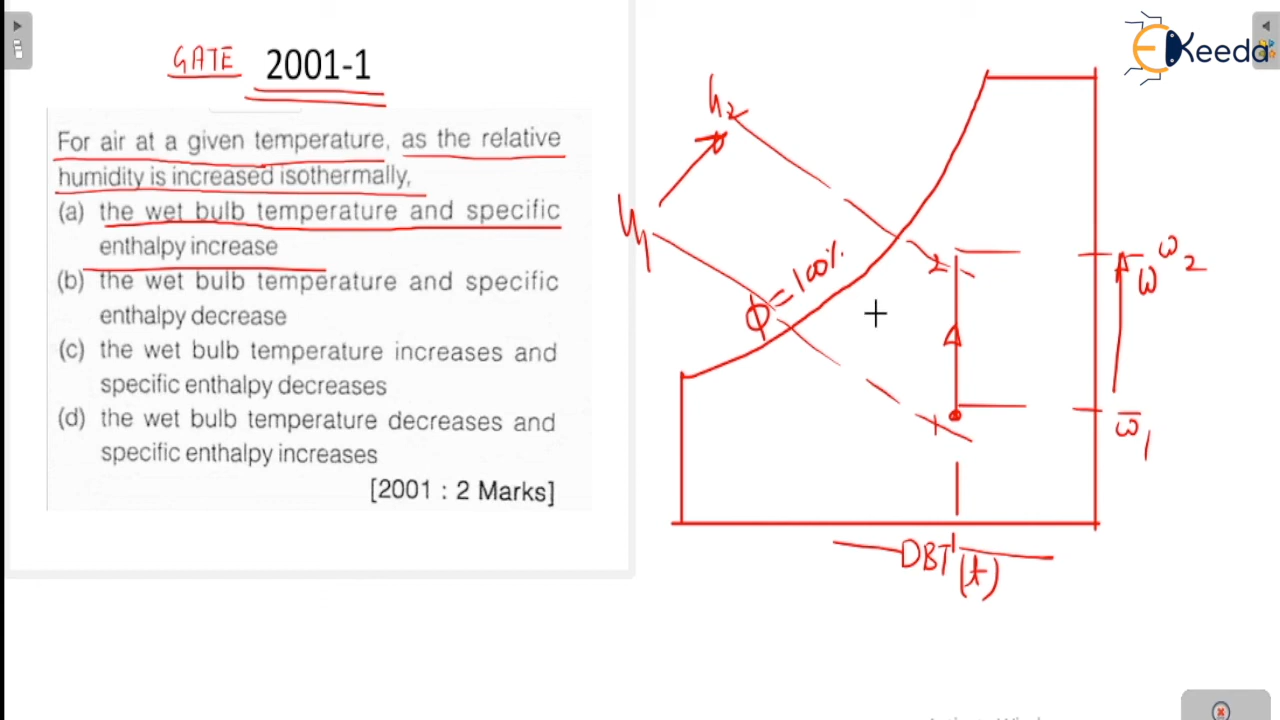 GATE 2001-1
Keeda
For air at a given temperature, as the relative
humidity is increased isothermally,
(a) the wet bulb temperature and specific
enthalpy increase
(b) the wet bulb temperature and specific
enthalpy decrease
(c) the wet bulb temperature increases and
specific enthalpy decreases
(d) the wet bulb temperature decreases and
specific enthalpy increases
[2001 : 2 Marks]
h2
h1
ϕ = 100%
2
1
ω
ω2
ω1
DBT (t)